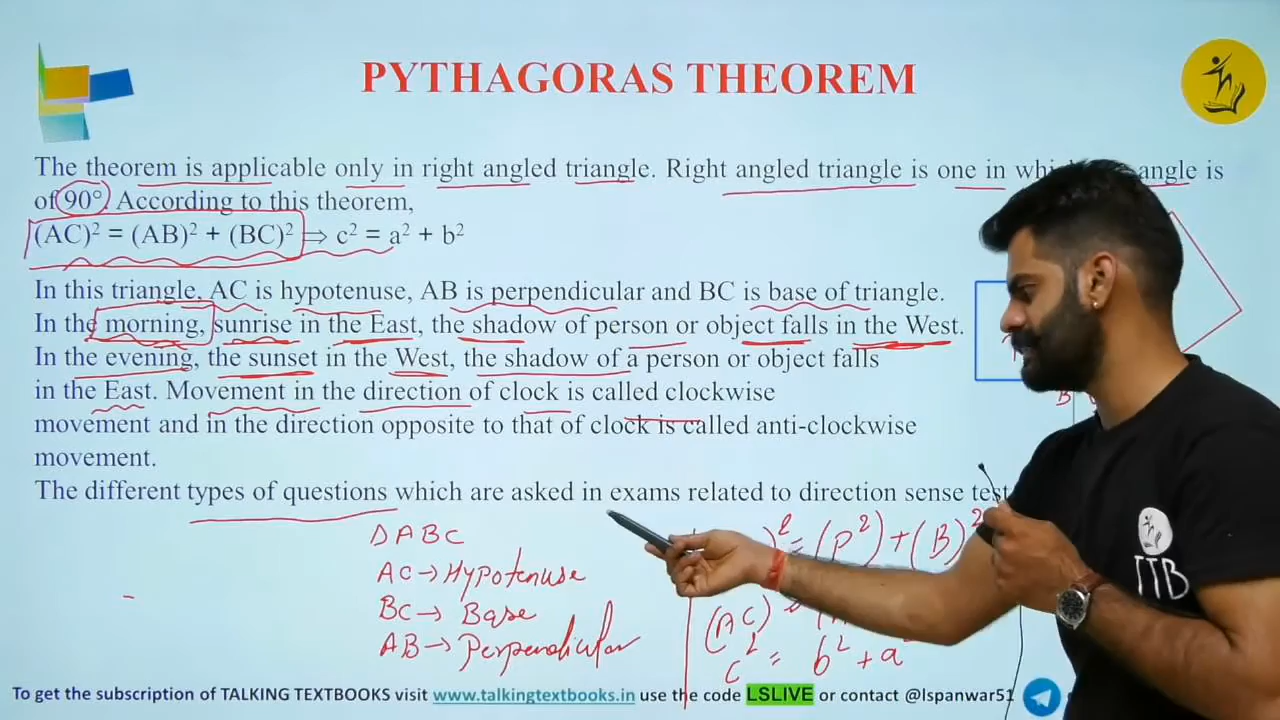 PYTHAGORAS THEOREM
The theorem is applicable only in right angled triangle. Right angled triangle is one in angle is
of 90°. According to this theorem,
(AC)² = (AB)² + (BC)² ⇒ c² = a² + b²
In this triangle, AC is hypotenuse, AB is perpendicular and BC is base of triangle.
In the morning, sunrise in the East, the shadow of person or object falls in the West.
In the evening, the sunset in the West, the shadow of a person or object falls
in the East. Movement in the direction of clock is called clockwise
B
movement and in the direction opposite to that of clock is called anti-clockwise
movement.
The different types of questions which are asked in exams related to direction sense test
ΔABC
AC → Hypotenuse
BC → Base
AB → Perpendicular
)² = (P²) + (B)²
(AC)²
c² = b² + a
TTB
To get the subscription of TALKING TEXTBOOKS visit www.talkingtextbooks.in use the code LSLIVE or contact @lspanwar51